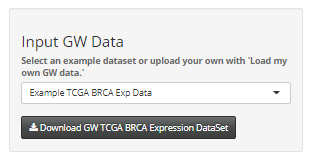 Input GW Data
Select an example dataset or upload your own with 'Load my
own GW data.'
Example TCGA BRCA Exp Data
Download GW TCGA BRCA Expression DataSet